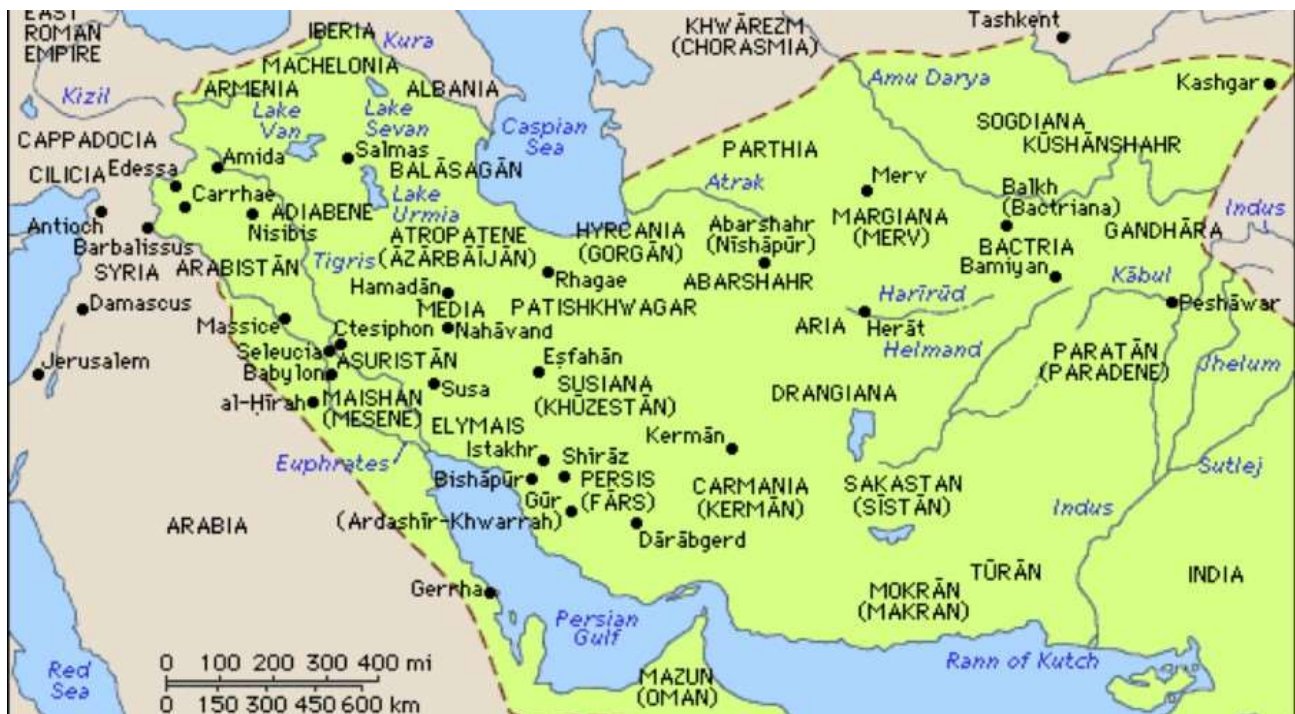 EAST
ROMAN
EMPIRE
IBERIA
Kura
KHWĀREZM
(CHORASMIA)
Tashkent
MACHELONIA
ARMENIA
ALBANIA
Kizil
Lake
Van
Lake
Sevan
Caspian
Sea
Amu Darya
Kashgar
CAPPADOCIA
SOGDIANA
KŪSHĀNSHAHR
CILICIA
Edessa
Amida
Salmas
BALĀSAGĀN
PARTHIA
Carrhae
Lake
Urmia
Atrak
Merv
Balkh
(Bactriana)
Indus
Antioch
ADIABENE
Nisibis
Abarshahr
(Nīshāpūr)
MARGIANA
(MERV)
GANDHĀRA
Barbalissus
ATROPATENE
(ĀZĀRBĀĪJĀN)
HYRCANIA
(GORGĀN)
BACTRIA
SYRIA
ARABISTĀN
Tigris
Rhagae
ABARSHAHR
Bamiyan
Kābul
Damascus
Hamadān
MEDIA
PATISHKHWAGAR
Harīrūd
Peshāwar
Massice
Ctesiphon
Nahāvand
ARIA
Herāt
Helmand
Jerusalem
Seleucia
ASURISTĀN
Eṣfahān
PARATĀN
(PARADENE)
Jhelum
Babylon
Susa
SUSIANA
(KHŪZESTĀN)
DRANGIANA
al-Ḥīrah
MAISHĀN
(MESENE)
ELYMAIS
Kermān
Euphrates
Istakhr
Shīrāz
Sutlej
Bishāpūr
PERSIS
(FĀRS)
CARMANIA
(KERMĀN)
SAKASTAN
(SĪSTĀN)
Indus
Gūr
(Ardashīr-Khwarrah)
ARABIA
Dārābgerd
TŪRĀN
INDIA
Gerrha
MOKRĀN
(MAKRAN)
Persian
Gulf
Rann of Kutch
Red
Sea
0 100 200 300 400 mi
0 150 300 450 600 km
MAZUN
(OMAN)